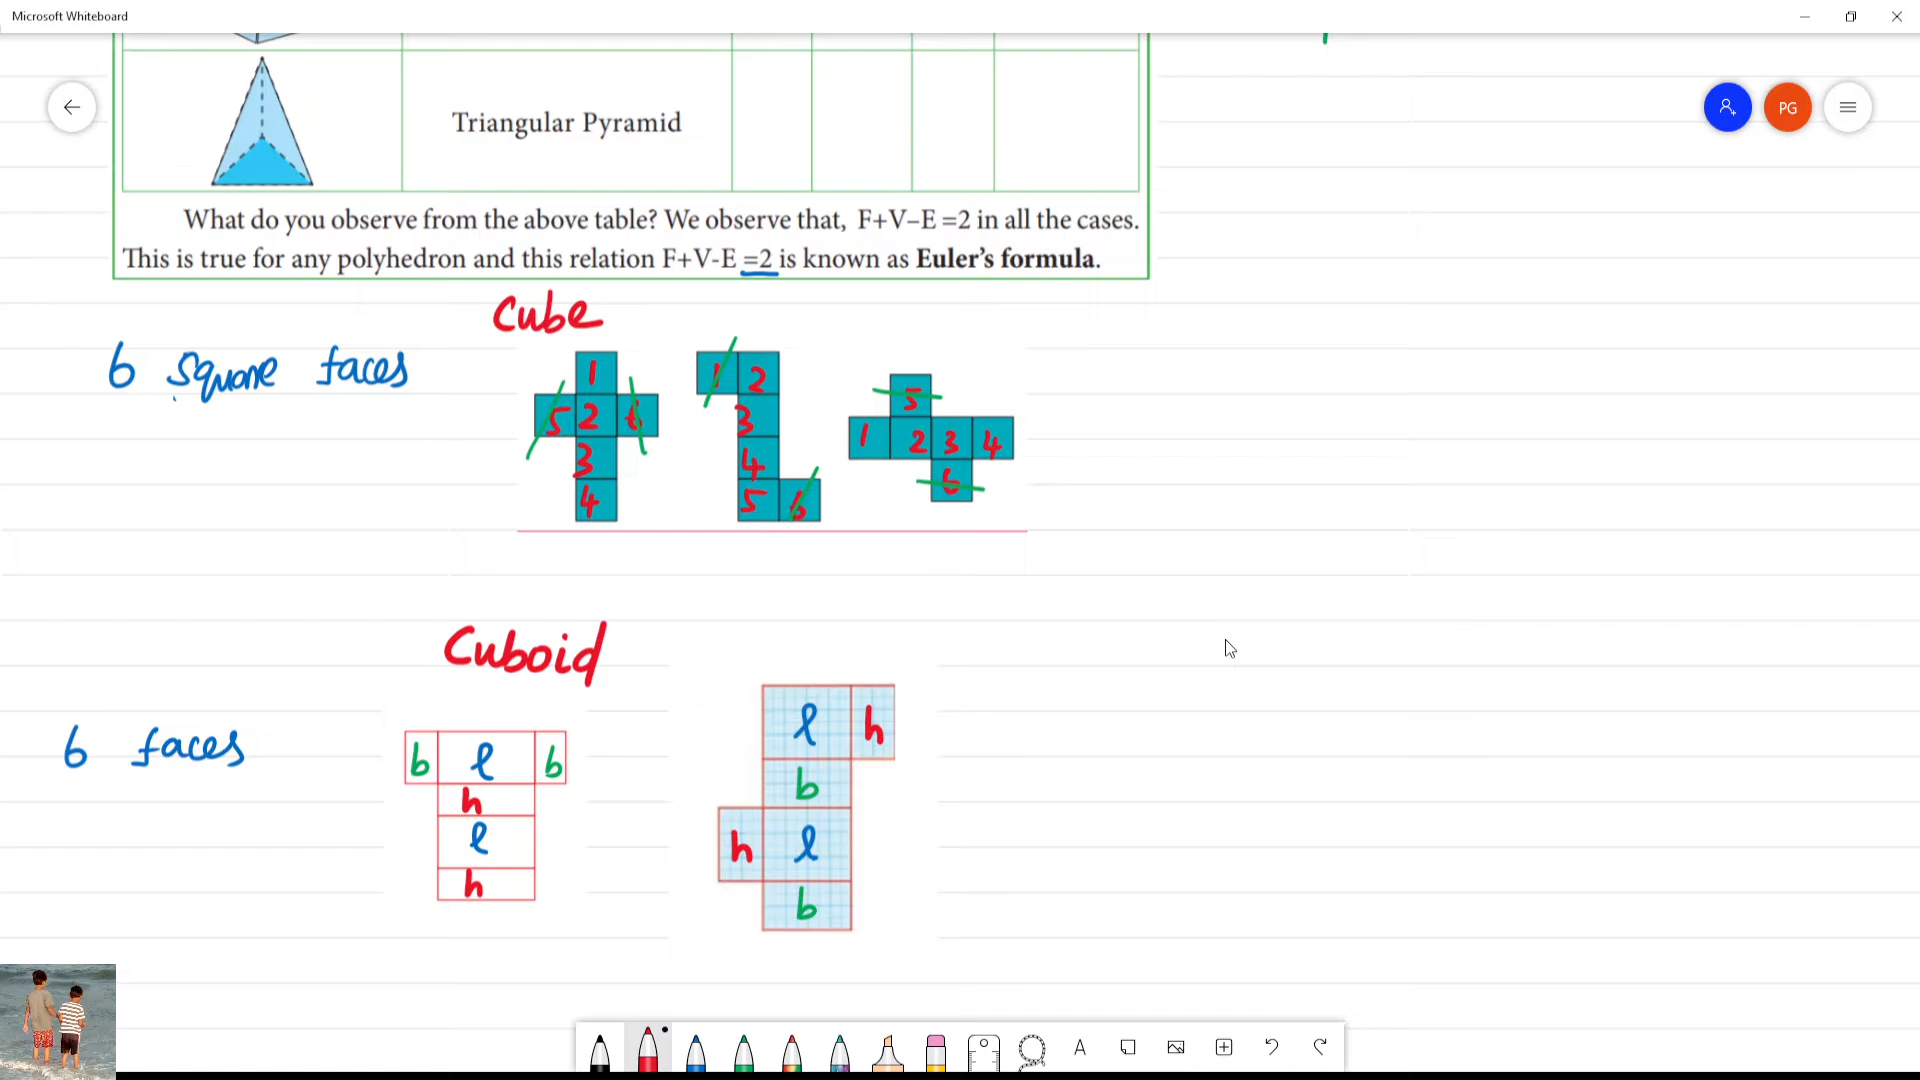 Microsoft Whiteboard
PG
Triangular Pyramid
What do you observe from the above table? We observe that, F+V–E =2 in all the cases.
This is true for any polyhedron and this relation F+V-E =2 is known as Euler's formula.
Cube
6 square faces
1
5 2 6
3
4
1 2
3
4
5 6
5
1 2 3 4
6
Cuboid
6 faces
b l b
h
l
h
l h
b
h l
b
A